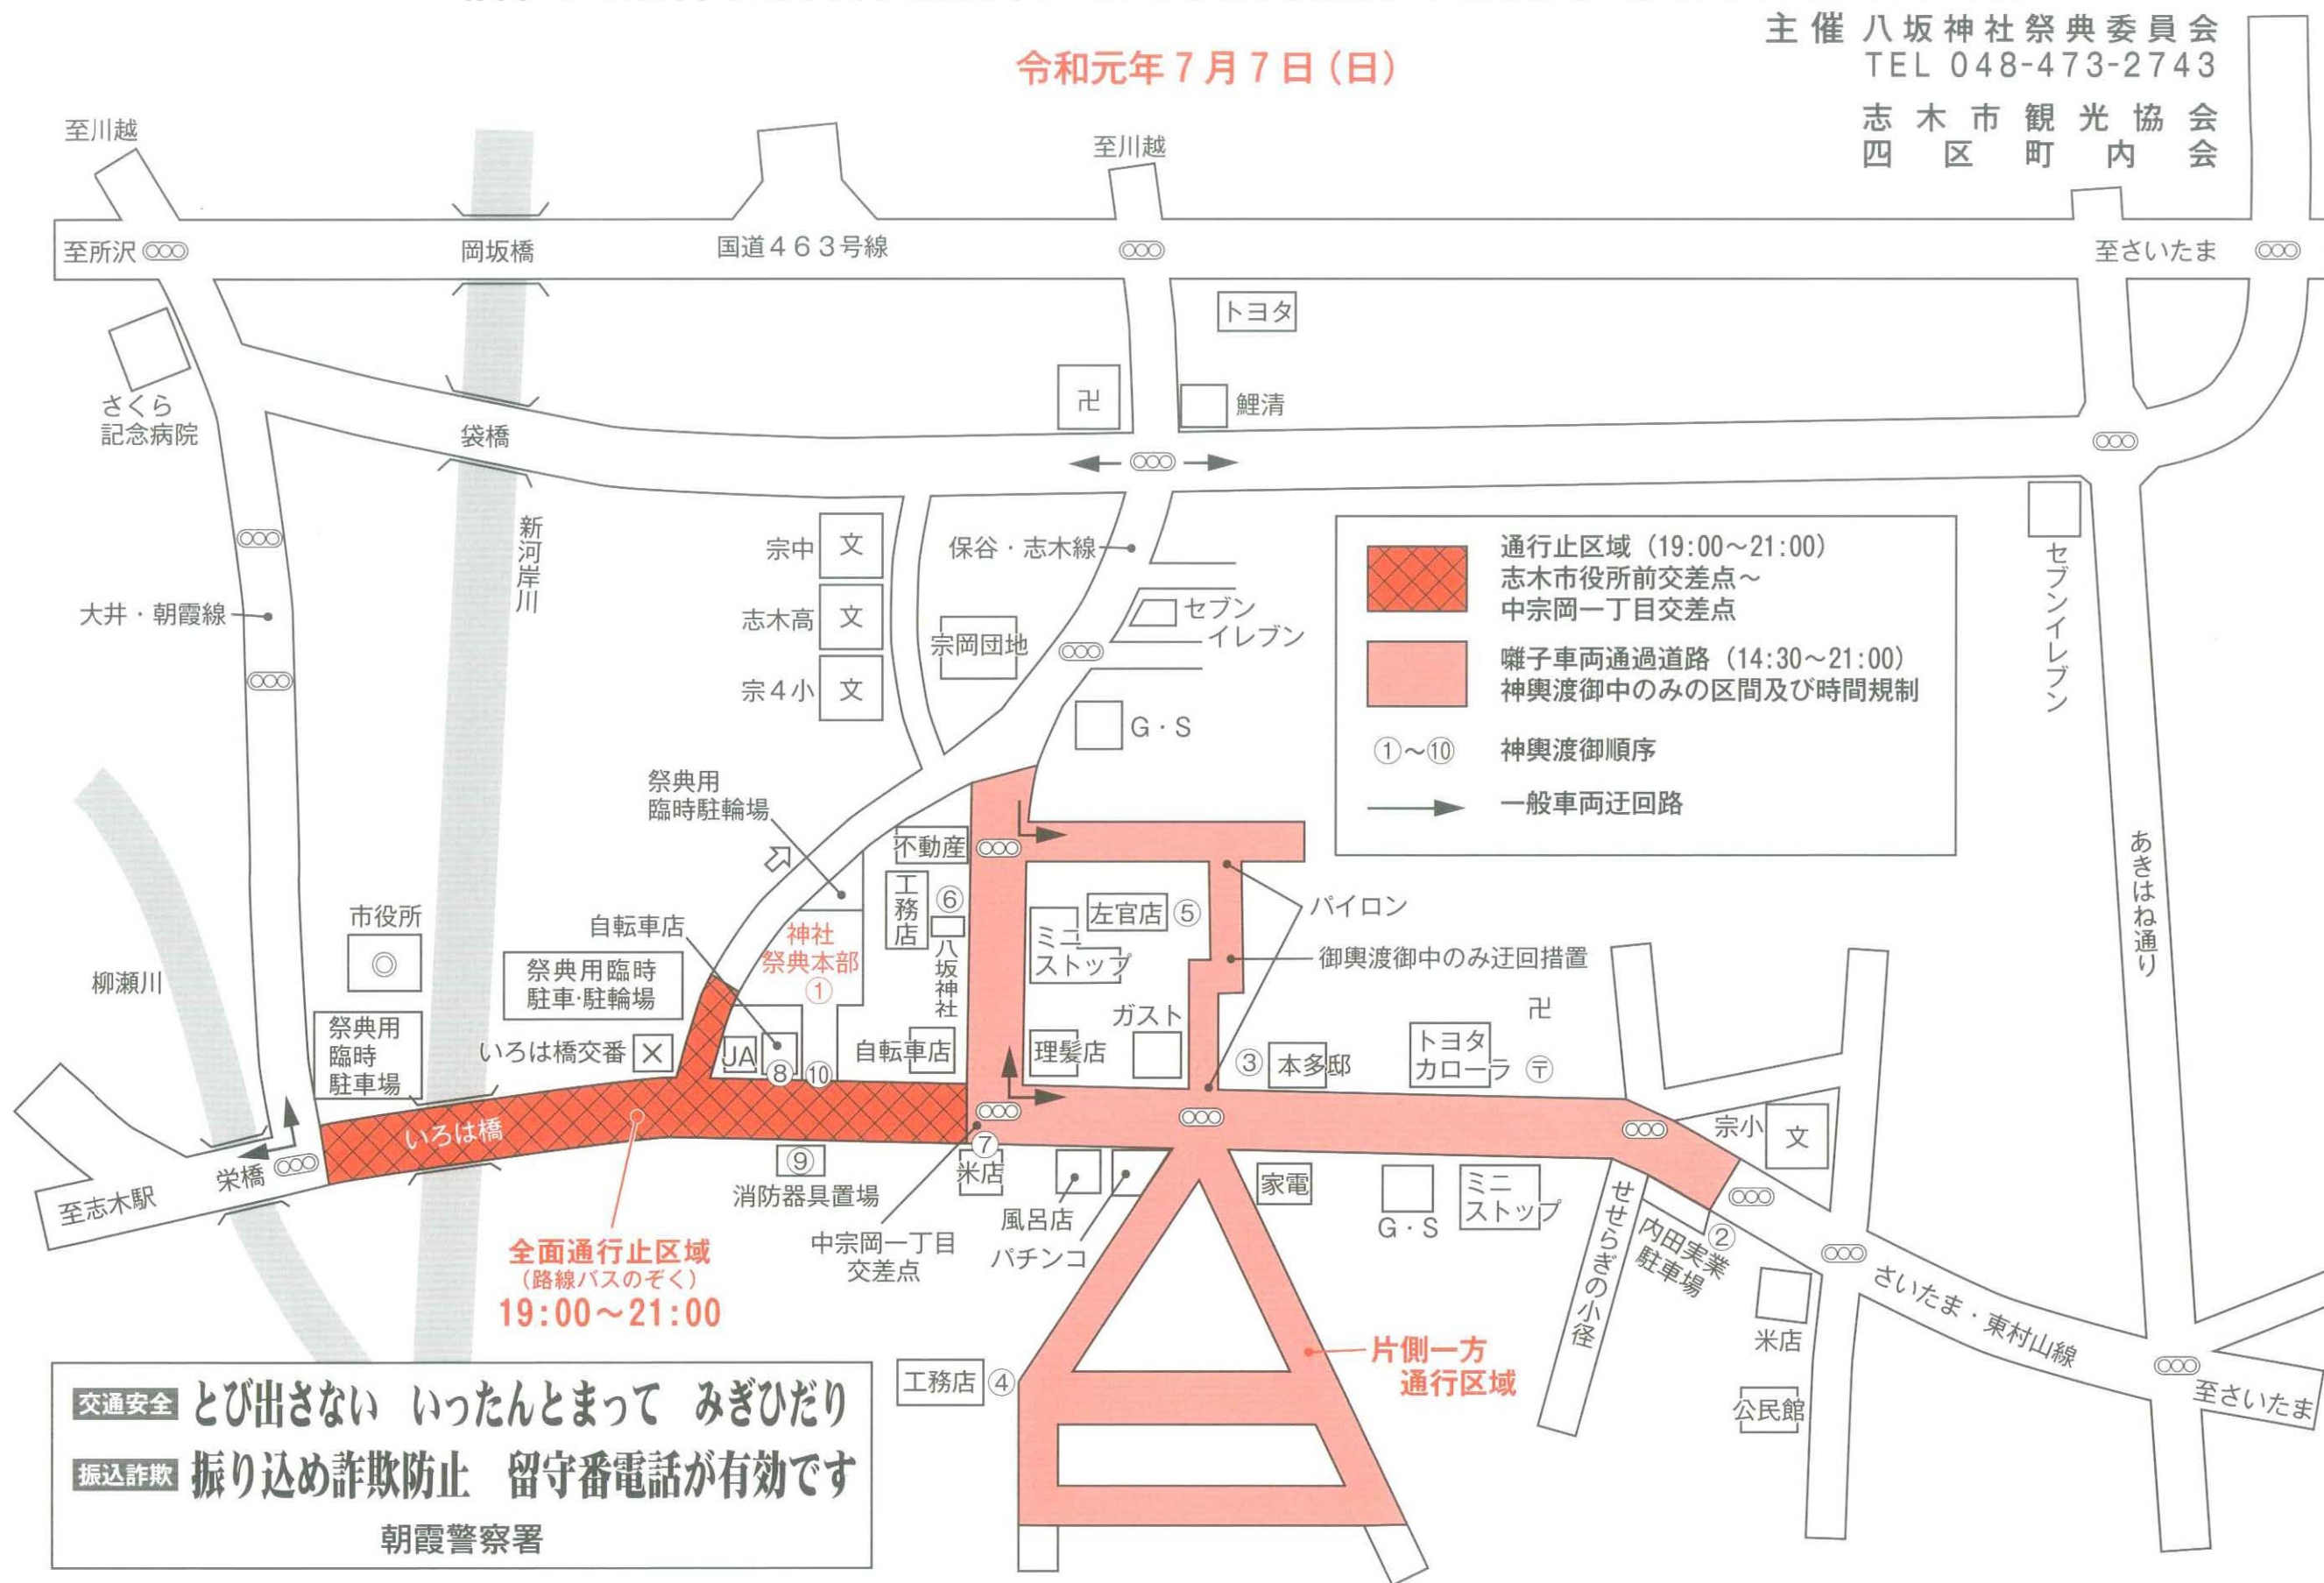 令和元年7月7日(日)
主催 八坂神社祭典委員会
TEL 048-473-2743
志木市観光協会
四区町内会
至川越
至川越
至所沢
岡坂橋
国道463号線
至さいたま
トヨタ
さくら
記念病院
袋橋
卍
鯉清
新河岸川
宗中
文
保谷・志木線
志木高
文
セブン
イレブン
宗岡団地
宗4小
文
G・S
大井・朝霞線
通行止区域(19:00~21:00)
志木市役所前交差点~
中宗岡一丁目交差点
囃子車両通過道路(14:30~21:00)
神輿渡御中のみの区間及び時間規制
①~⑩ 神輿渡御順序
一般車両迂回路
セブンイレブン
あきはね通り
祭典用
臨時駐輪場
不動産
工務店
⑥
八坂神社
左官店 ⑤
ミニ
ストップ
パイロン
御輿渡御中のみ迂回措置
市役所
◎
自転車店
神社
祭典本部
①
祭典用臨時
駐車・駐輪場
柳瀬川
祭典用
臨時
駐車場
いろは橋交番
JA
⑧
⑩
自転車店
理髪店
ガスト
③ 本多邸
トヨタ
カローラ
卍
〒
いろは橋
栄橋
至志木駅
⑨
消防器具置場
⑦
米店
風呂店
パチンコ
中宗岡一丁目
交差点
家電
G・S
ミニ
ストップ
宗小
文
せせらぎの小径
②
内田実業
駐車場
米店
公民館
さいたま・東村山線
至さいたま
全面通行止区域
(路線バスのぞく)
19:00~21:00
工務店 ④
片側一方
通行区域
交通安全 とび出さない いったんとまって みぎひだり
振込詐欺 振り込め詐欺防止 留守番電話が有効です
朝霞警察署